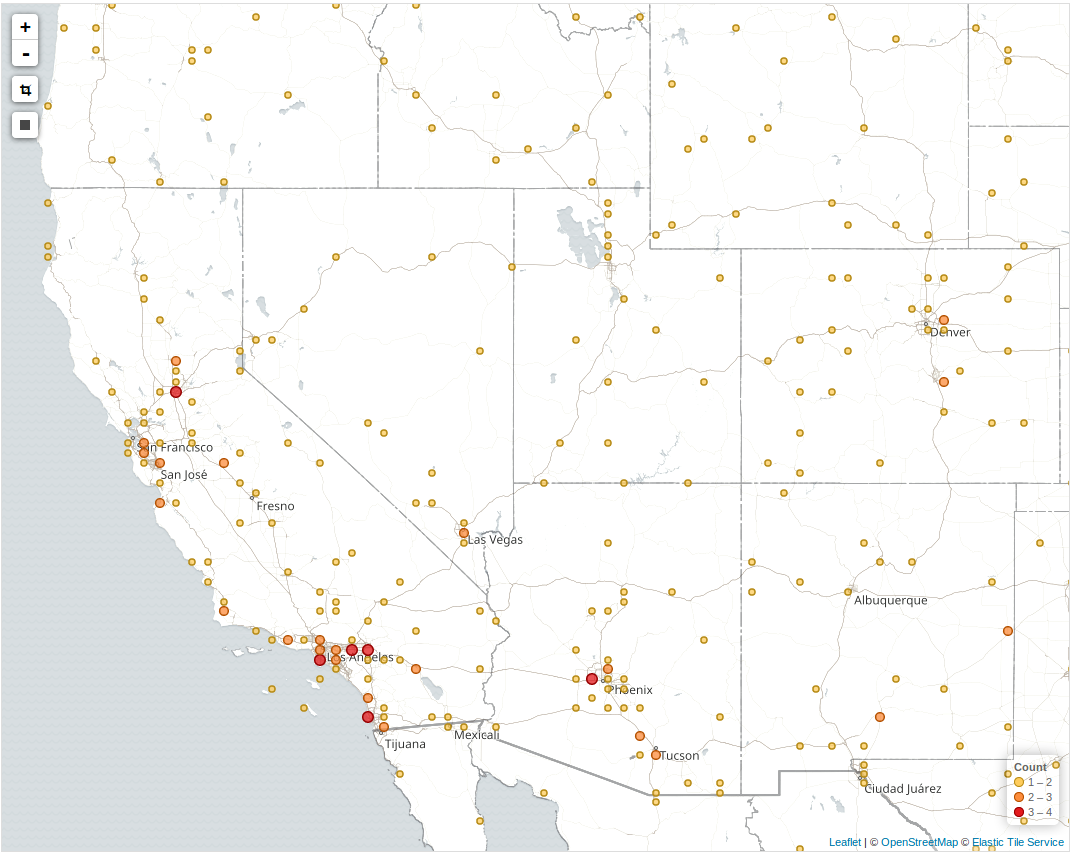 +
-
Denver
San Francisco
San José
Fresno
Las Vegas
Albuquerque
Los Angeles
Phoenix
Mexicali
Tijuana
Tucson
Count
1 – 2
2 – 3
3 – 4
Ciudad Juárez
Leaflet | © OpenStreetMap © Elastic Tile Service